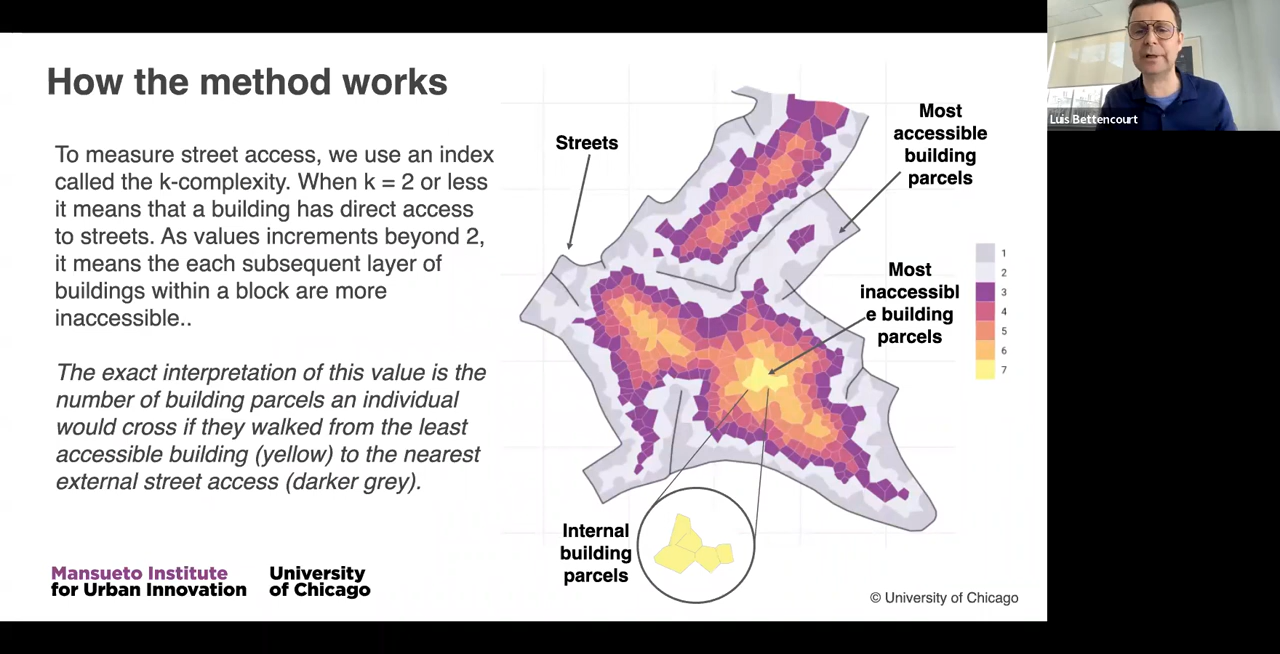 How the method works
To measure street access, we use an index
called the k-complexity. When k = 2 or less
it means that a building has direct access
to streets. As values increments beyond 2,
it means the each subsequent layer of
buildings within a block are more
inaccessible..
The exact interpretation of this value is the
number of building parcels an individual
would cross if they walked from the least
accessible building (yellow) to the nearest
external street access (darker grey).
Mansueto Institute
for Urban Innovation
University
of Chicago
Streets
Most
accessible
building
parcels
Most
inaccessibl
e building
parcels
Internal
building
parcels
1
2
3
4
5
6
7
© University of Chicago
Luis Bettencourt